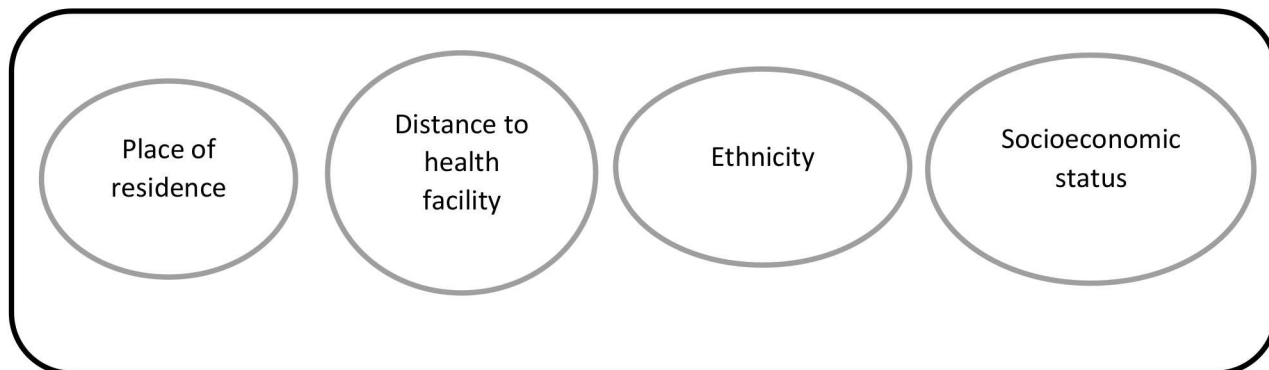 Place of
residence
Distance to
health
facility
Ethnicity
Socioeconomic
status